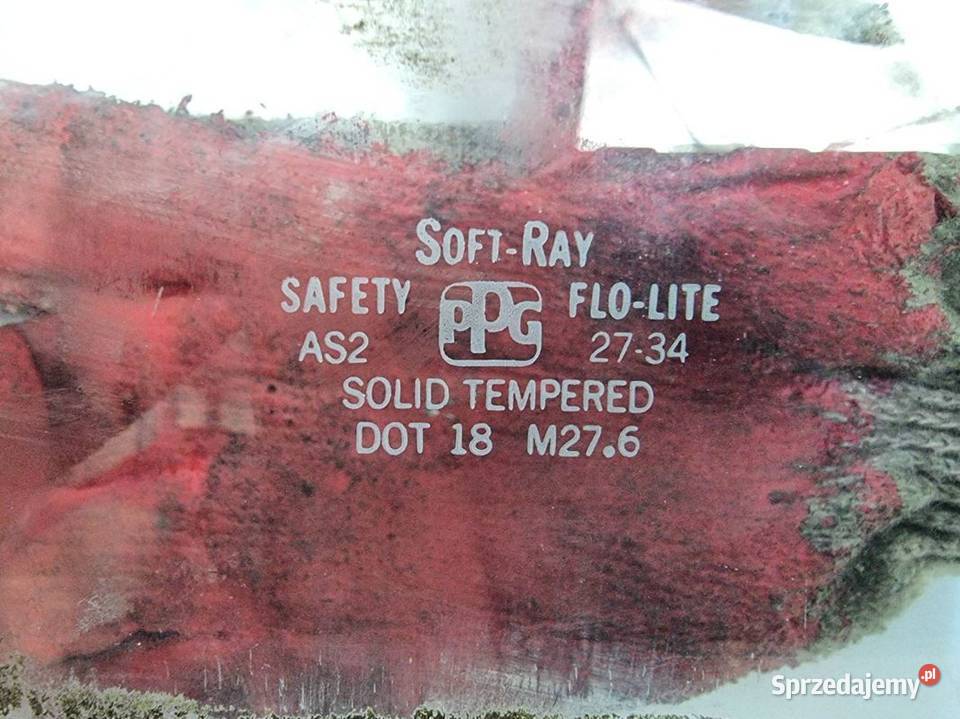 SOFT-RAY
SAFETY PPG FLO-LITE
AS2 27-34
SOLID TEMPERED
DOT 18 M27.6
Sprzedajemy.pl